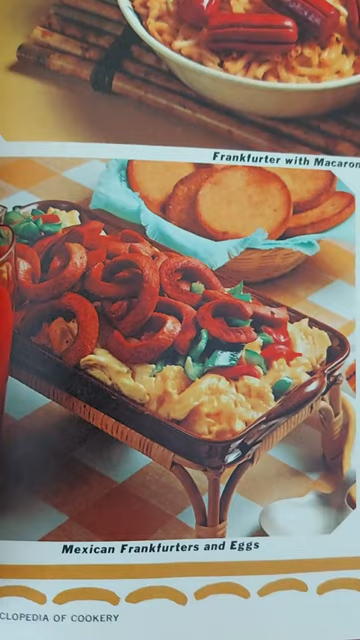 Frankfurter with Macaron
Mexican Frankfurters and Eggs
CLOPEDIA OF COOKERY